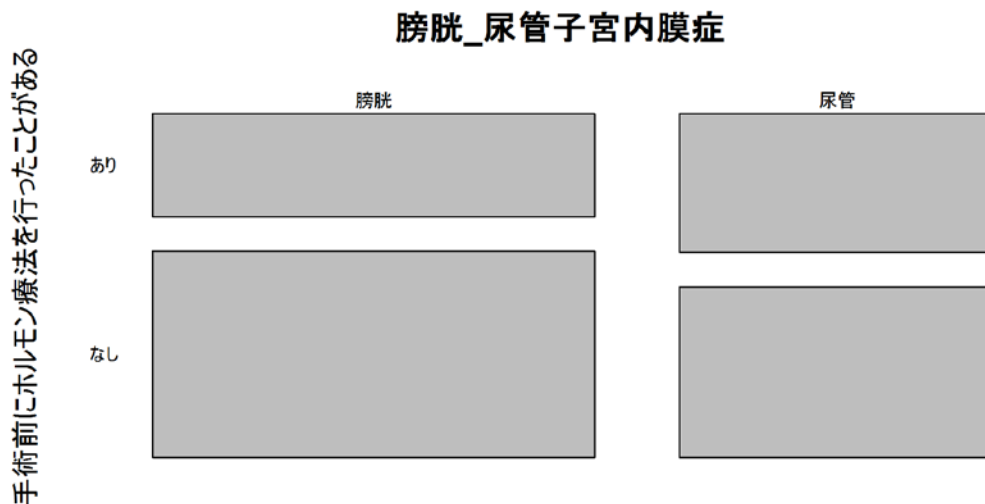 膀胱_尿管子宮内膜症
手術前にホルモン療法を行ったことがある
膀胱
尿管
あり
なし